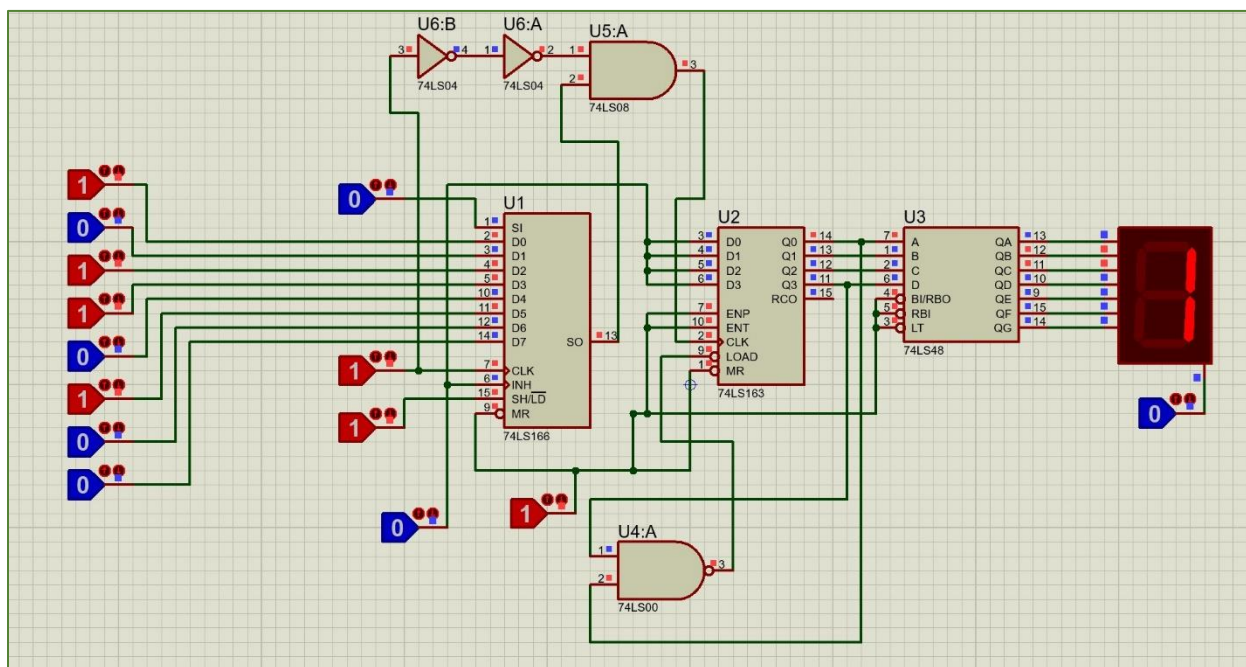 U6:B U6:A U5:A
3 4 1 2 1 3
2
74LS04 74LS04 74LS08
1
0
1
1
0
1
0
0
0
1
1
0
1
0
U1
1 SI
2 D0
3 D1
4 D2
5 D3
10 D4
11 D5
12 D6
14 D7
SO 13
7 CLK
6 INH
15 SH/LD
9 MR
74LS166
U2
3 D0 Q0 14
4 D1 Q1 13
5 D2 Q2 12
6 D3 Q3 11
RCO 15
7 ENP
10 ENT
2 CLK
9 LOAD
1 MR
74LS163
U3
7 A QA 13
1 B QB 12
2 C QC 11
6 D QD 10
4 BI/RBO QE 9
5 RBI QF 15
3 LT QG 14
74LS48
1
U4:A
1
2 3
74LS00